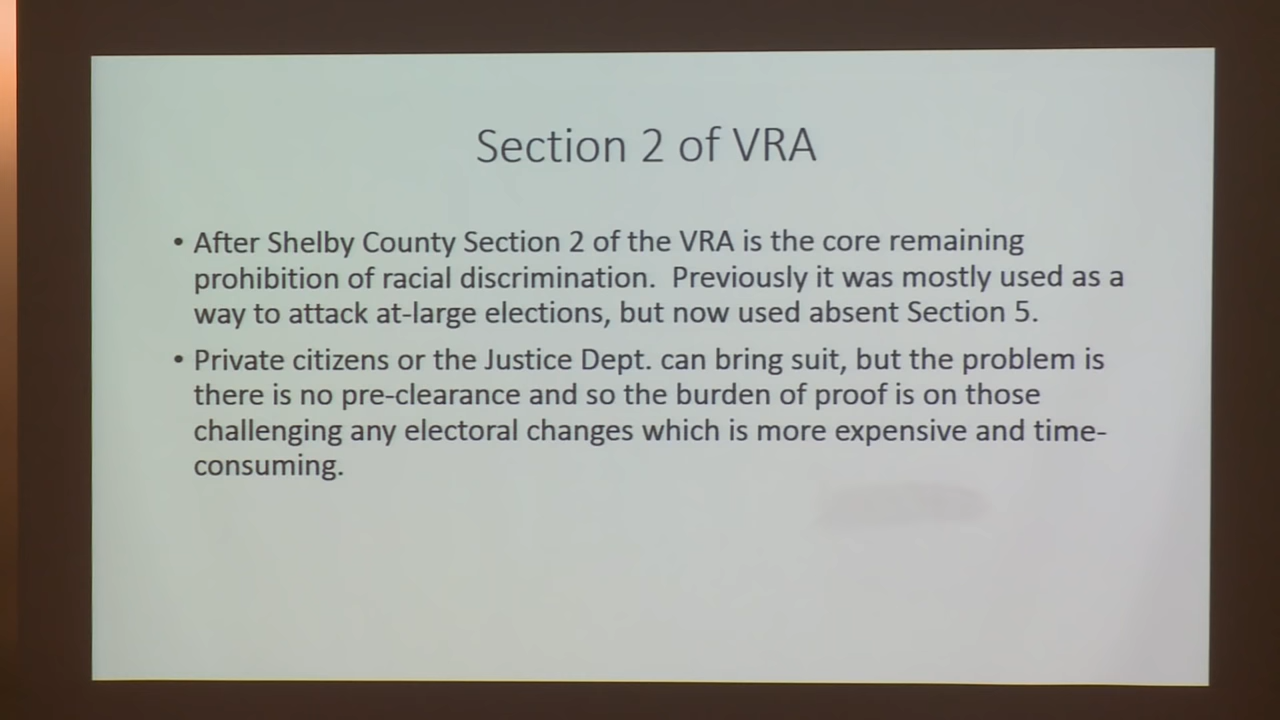 Section 2 of VRA
• After Shelby County Section 2 of the VRA is the core remaining
prohibition of racial discrimination.  Previously it was mostly used as a
way to attack at-large elections, but now used absent Section 5.
• Private citizens or the Justice Dept. can bring suit, but the problem is
there is no pre-clearance and so the burden of proof is on those
challenging any electoral changes which is more expensive and time-
consuming.